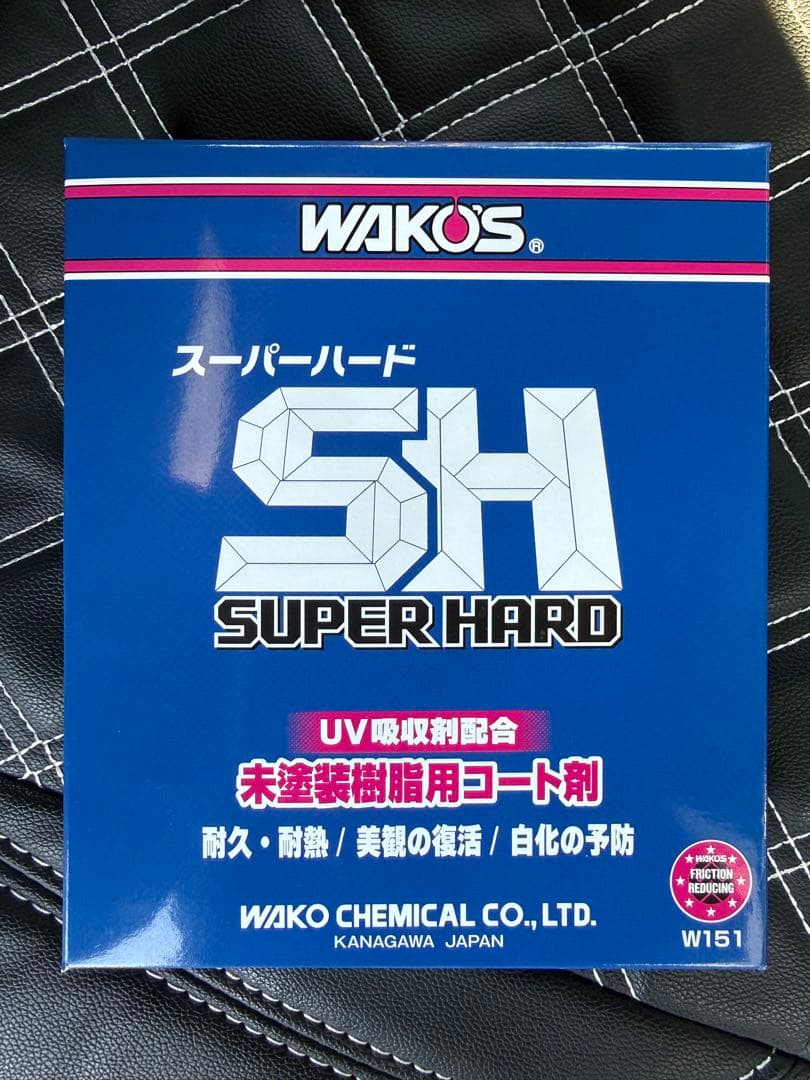 WAKO'S®
スーパーハード
SH
SUPER HARD
UV吸収剤配合
未塗装樹脂用コート剤
耐久・耐熱/美観の復活/白化の予防
WAKO'S
FRICTION
REDUCING
WAKO CHEMICAL CO.,LTD.
KANAGAWA JAPAN
W151